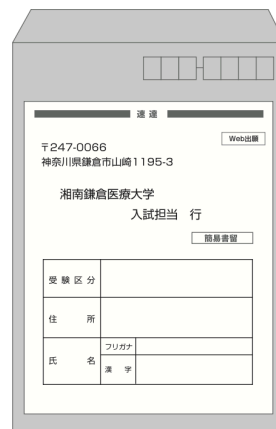 速 達
Web出願
〒247-0066
神奈川県鎌倉市山崎1195-3
湘南鎌倉医療大学
入試担当 行
簡易書留
受 験 区 分
住 所
フリガナ
氏 名
漢 字